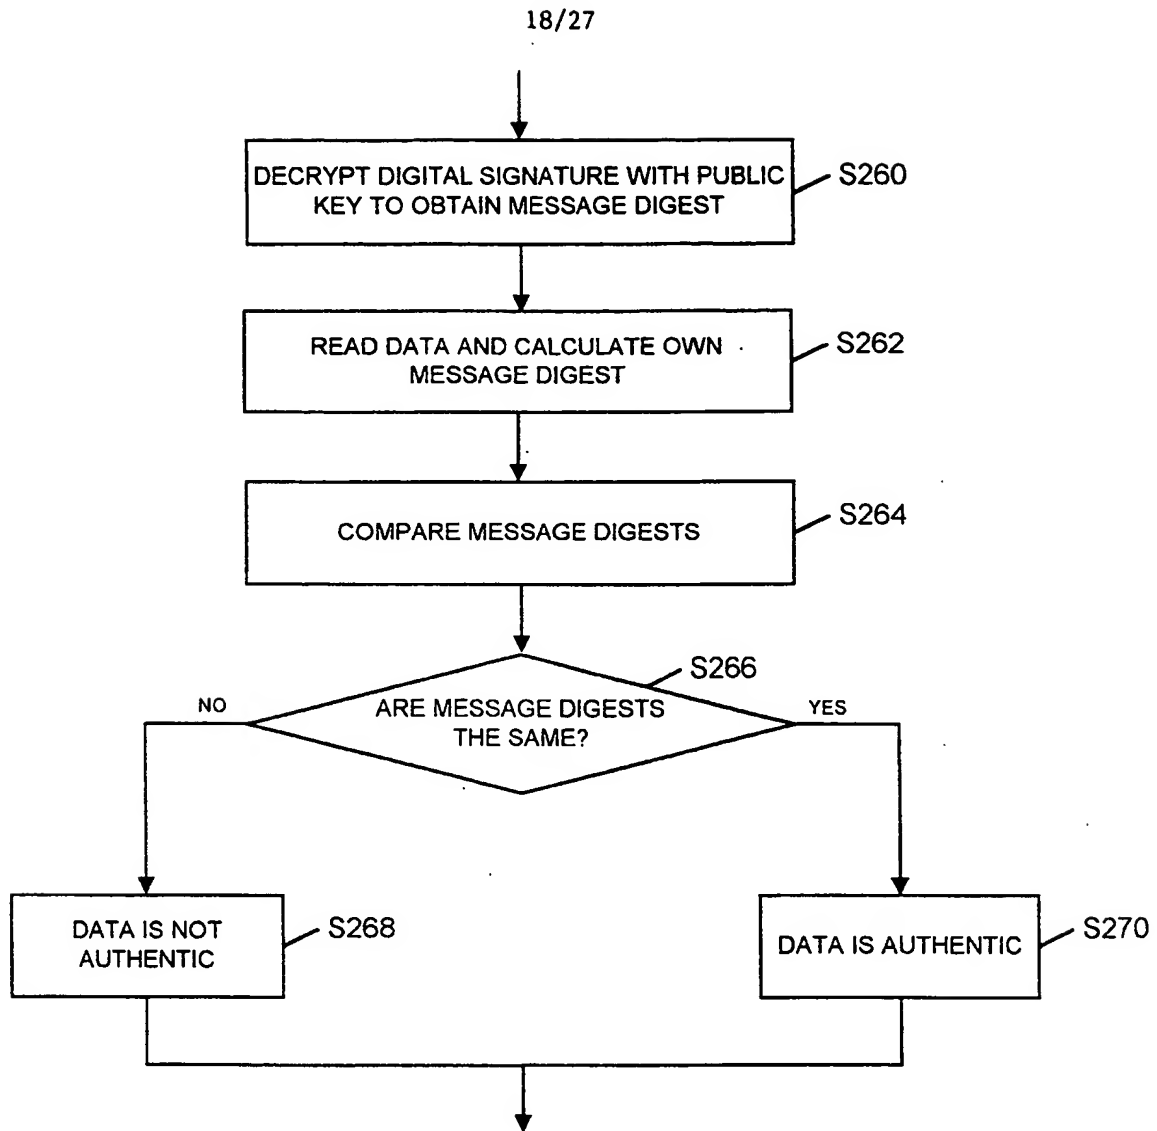 18/27
DECRYPT DIGITAL SIGNATURE WITH PUBLIC
KEY TO OBTAIN MESSAGE DIGEST
S260
READ DATA AND CALCULATE OWN
MESSAGE DIGEST
S262
COMPARE MESSAGE DIGESTS
S264
S266
ARE MESSAGE DIGESTS
THE SAME?
NO
YES
DATA IS NOT
AUTHENTIC
S268
DATA IS AUTHENTIC
S270